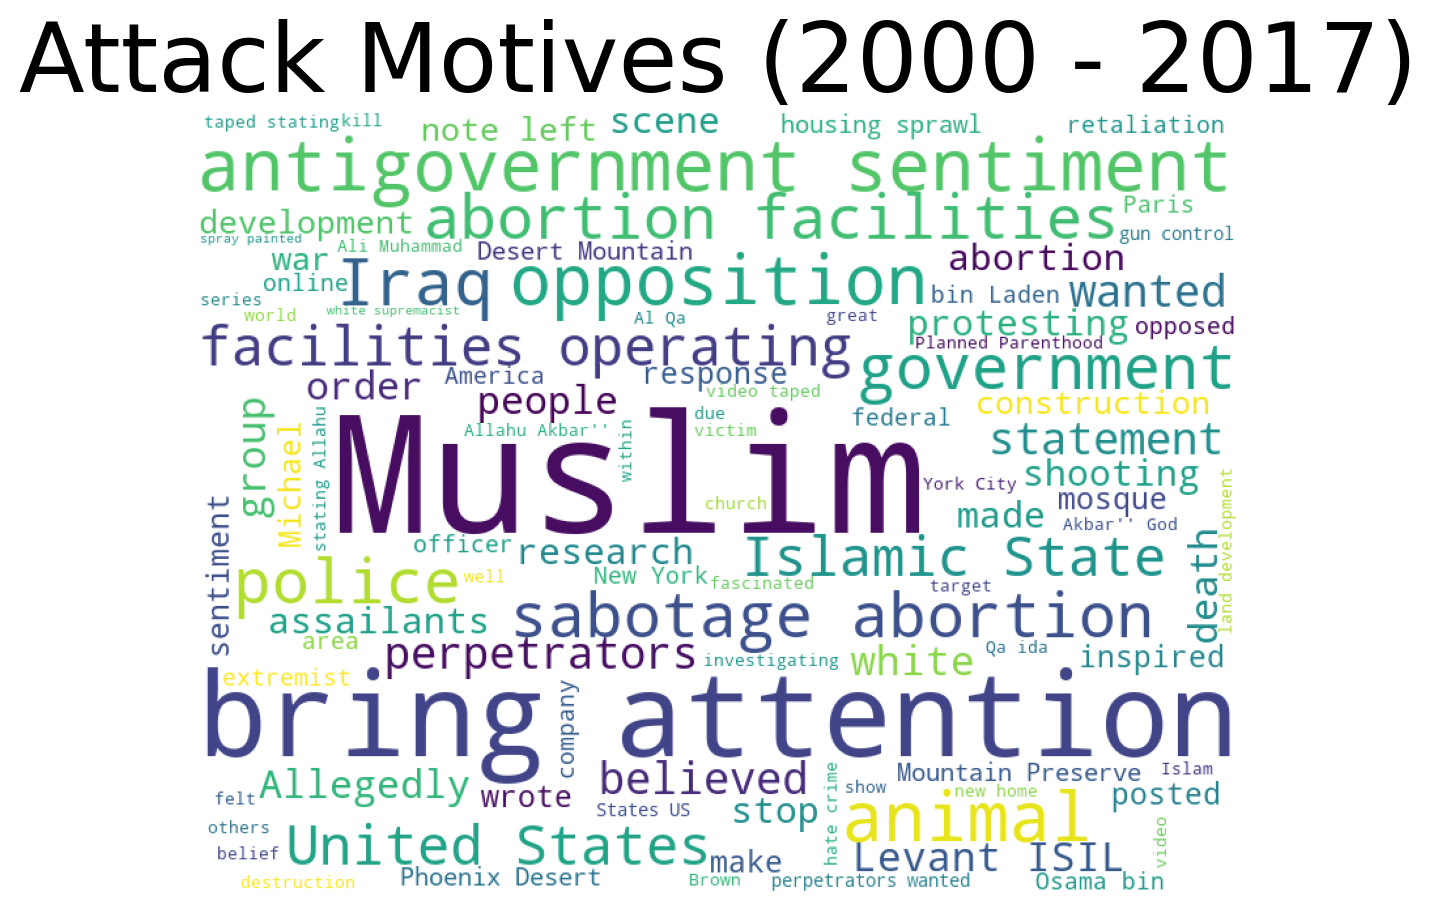 Attack Motives (2000 - 2017)
taped stating kill note left scene housing sprawl retaliation
antigovernment sentiment
development abortion facilities Paris
spray painted Ali Muhammad Desert Mountain gun control
war Iraq opposition abortion
online bin Laden wanted
series world white supremacist Al Qa great protesting opposed
facilities operating Planned Parenthood
order America response government
people video taped construction
group Michael stating Allahu Muslim due federal
Allahu Akbar'' within victim statement
shooting
York City mosque
church made Akbar'' God land development
sentiment officer research Islamic State death
police well New York fascinated target
assailants sabotage abortion
area perpetrators investigating white Qa ida inspired
extremist
bring attention
company
Allegedly believed Mountain Preserve Islam
felt wrote States US stop hate crime show new home posted
others animal video
belief United States make Levant ISIL
destruction Phoenix Desert Brown perpetrators wanted Osama bin